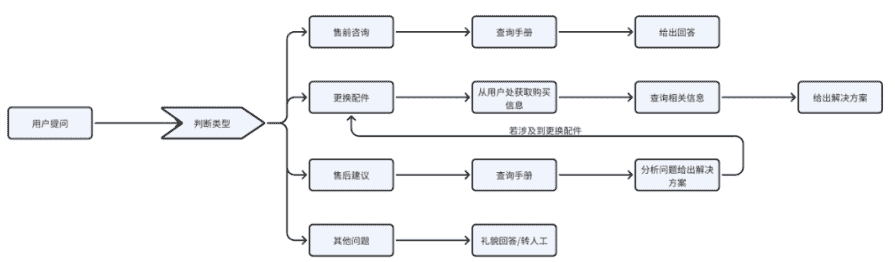 售前咨询
查询手册
给出回答
更换配件
从用户处获取购买
信息
查询相关信息
给出解决方案
用户提问
判断类型
若涉及到更换配件
售后建议
查询手册
分析问题给出解决
方案
其他问题
礼貌回答/转人工